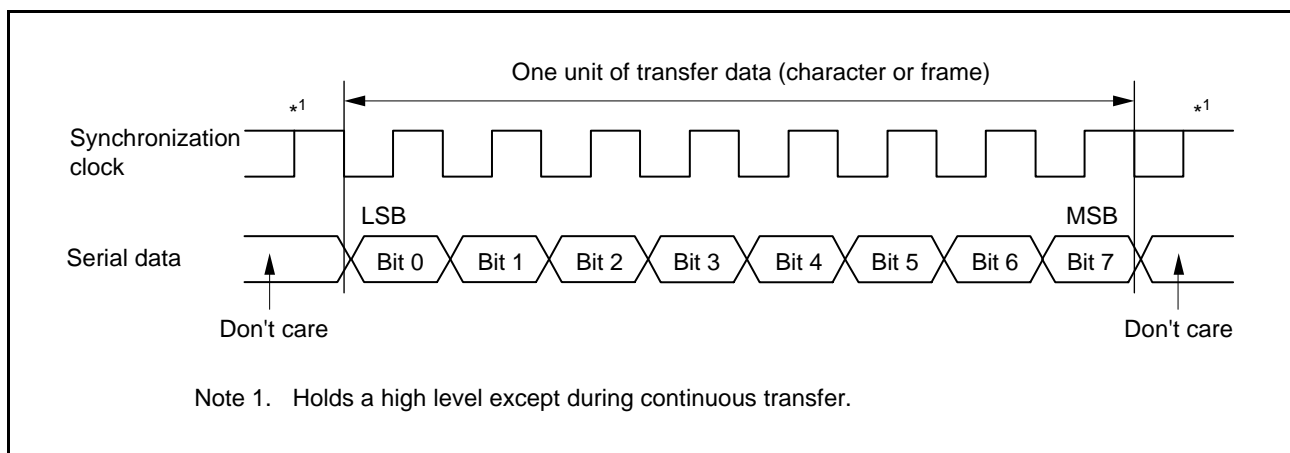 One unit of transfer data (character or frame)
*1 *1
Synchronization
clock
LSB MSB
Serial data Bit 0 Bit 1 Bit 2 Bit 3 Bit 4 Bit 5 Bit 6 Bit 7
Don't care Don't care
Note 1. Holds a high level except during continuous transfer.